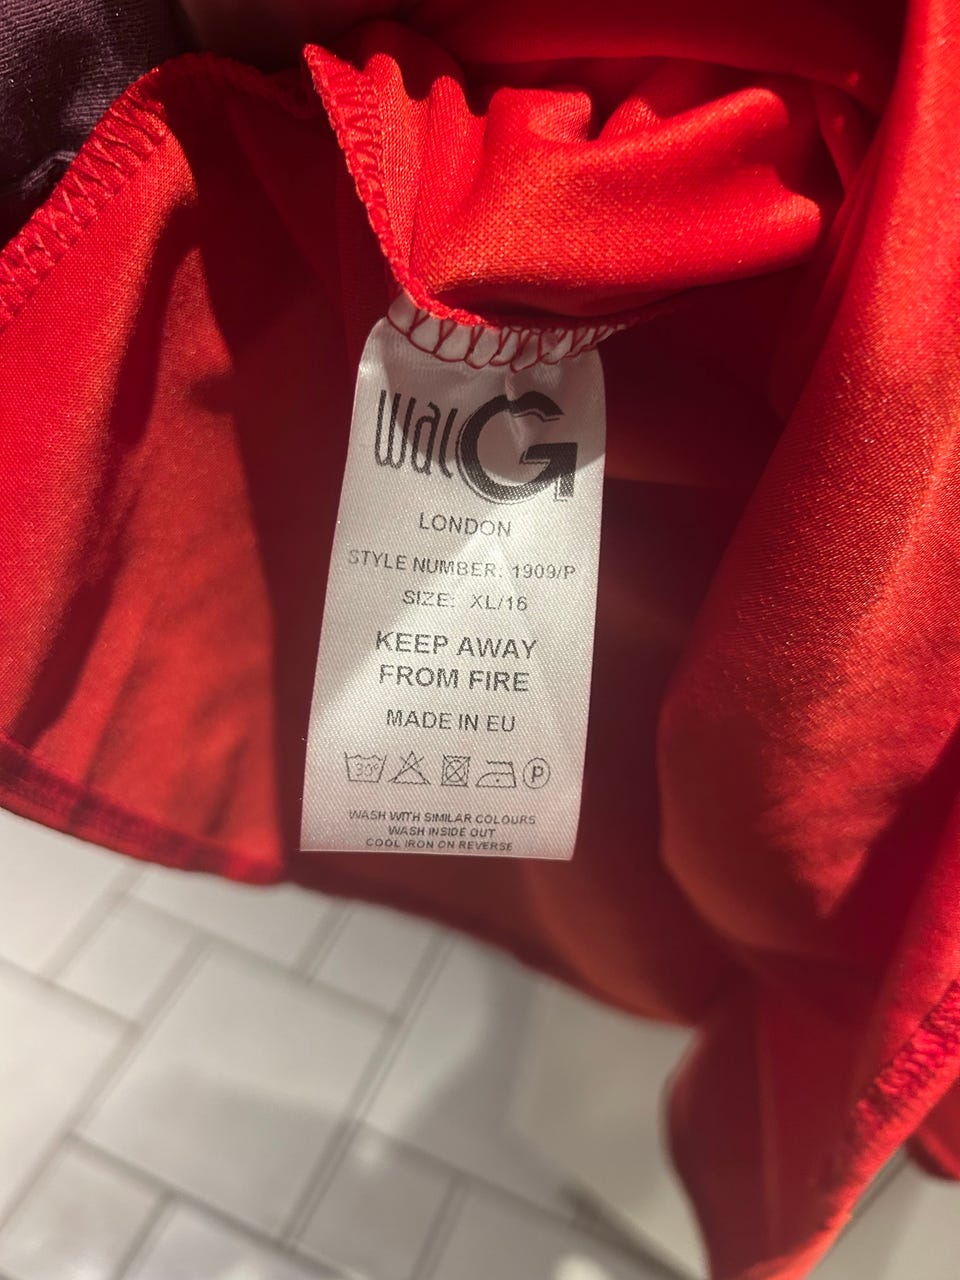 WalG
LONDON
STYLE NUMBER: 1909/P
SIZE: XL/16
KEEP AWAY
FROM FIRE
MADE IN EU
30° P
WASH WITH SIMILAR COLOURS
WASH INSIDE OUT
COOL IRON ON REVERSE